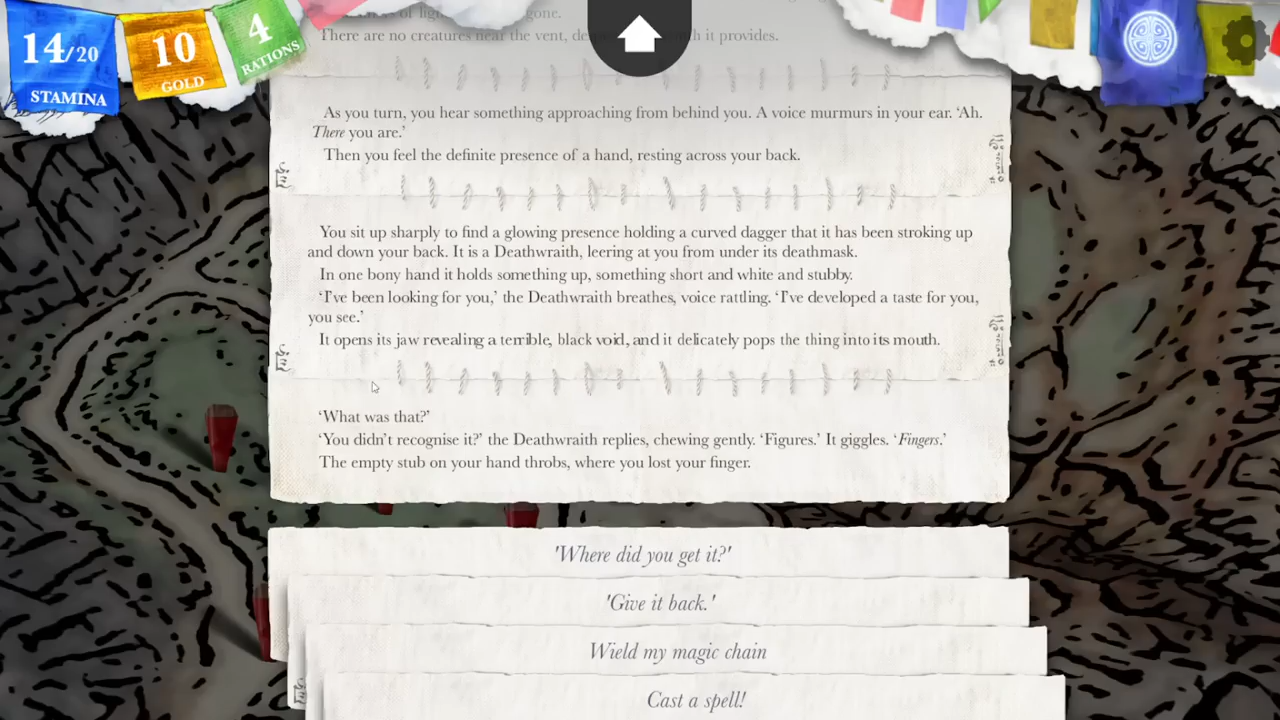 14/20
STAMINA
10
GOLD
4
RATIONS
of gone.
There are no creatures near the vent, it provides.
As you turn, you hear something approaching from behind you. A voice murmurs in your ear. ‘Ah.
There you are.’
Then you feel the definite presence of a hand, resting across your back.
You sit up sharply to find a glowing presence holding a curved dagger that it has been stroking up
and down your back. It is a Deathwraith, leering at you from under its deathmask.
In one bony hand it holds something up, something short and white and stubby.
‘I’ve been looking for you,’ the Deathwraith breathes, voice rattling. ‘I’ve developed a taste for you,
you see.’
It opens its jaw revealing a terrible, black void, and it delicately pops the thing into its mouth.
‘What was that?’
‘You didn’t recognise it?’ the Deathwraith replies, chewing gently. ‘Figures.’ It giggles. ‘Fingers.’
The empty stub on your hand throbs, where you lost your finger.
'Where did you get it?'
'Give it back.'
Wield my magic chain
Cast a spell!